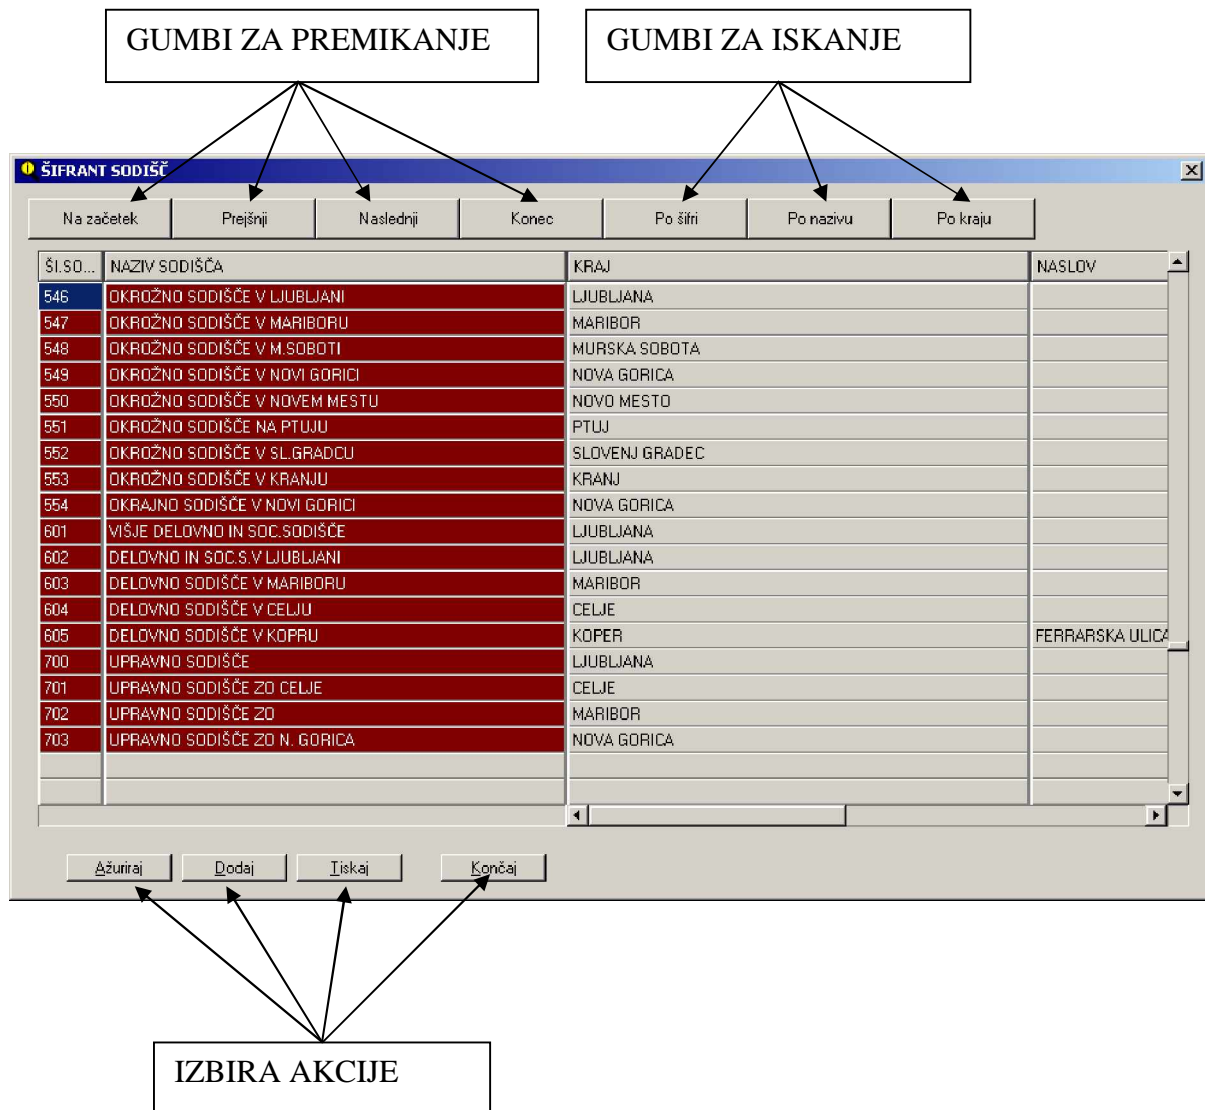 GUMBI ZA PREMIKANJE GUMBI ZA ISKANJE
ŠIFRANT SODIŠČ
Na začetek Prejšnji Naslednji Konec Po šifri Po nazivu Po kraju
ŠI.SO... NAZIV SODIŠČA KRAJ NASLOV
546 OKROŽNO SODIŠČE V LJUBLJANI LJUBLJANA
547 OKROŽNO SODIŠČE V MARIBORU MARIBOR
548 OKROŽNO SODIŠČE V M.SOBOTI MURSKA SOBOTA
549 OKROŽNO SODIŠČE V NOVI GORICI NOVA GORICA
550 OKROŽNO SODIŠČE V NOVEM MESTU NOVO MESTO
551 OKROŽNO SODIŠČE NA PTUJU PTUJ
552 OKROŽNO SODIŠČE V SL.GRADCU SLOVENJ GRADEC
553 OKROŽNO SODIŠČE V KRANJU KRANJ
554 OKRAJNO SODIŠČE V NOVI GORICI NOVA GORICA
601 VIŠJE DELOVNO IN SOC.SODIŠČE LJUBLJANA
602 DELOVNO IN SOC.S.V LJUBLJANI LJUBLJANA
603 DELOVNO SODIŠČE V MARIBORU MARIBOR
604 DELOVNO SODIŠČE V CELJU CELJE
605 DELOVNO SODIŠČE V KOPRU KOPER FERRARSKA ULICA
700 UPRAVNO SODIŠČE LJUBLJANA
701 UPRAVNO SODIŠČE ZO CELJE CELJE
702 UPRAVNO SODIŠČE ZO MARIBOR
703 UPRAVNO SODIŠČE ZO N. GORICA NOVA GORICA
Ažuriraj Dodaj Tiskaj Končaj
IZBIRA AKCIJE